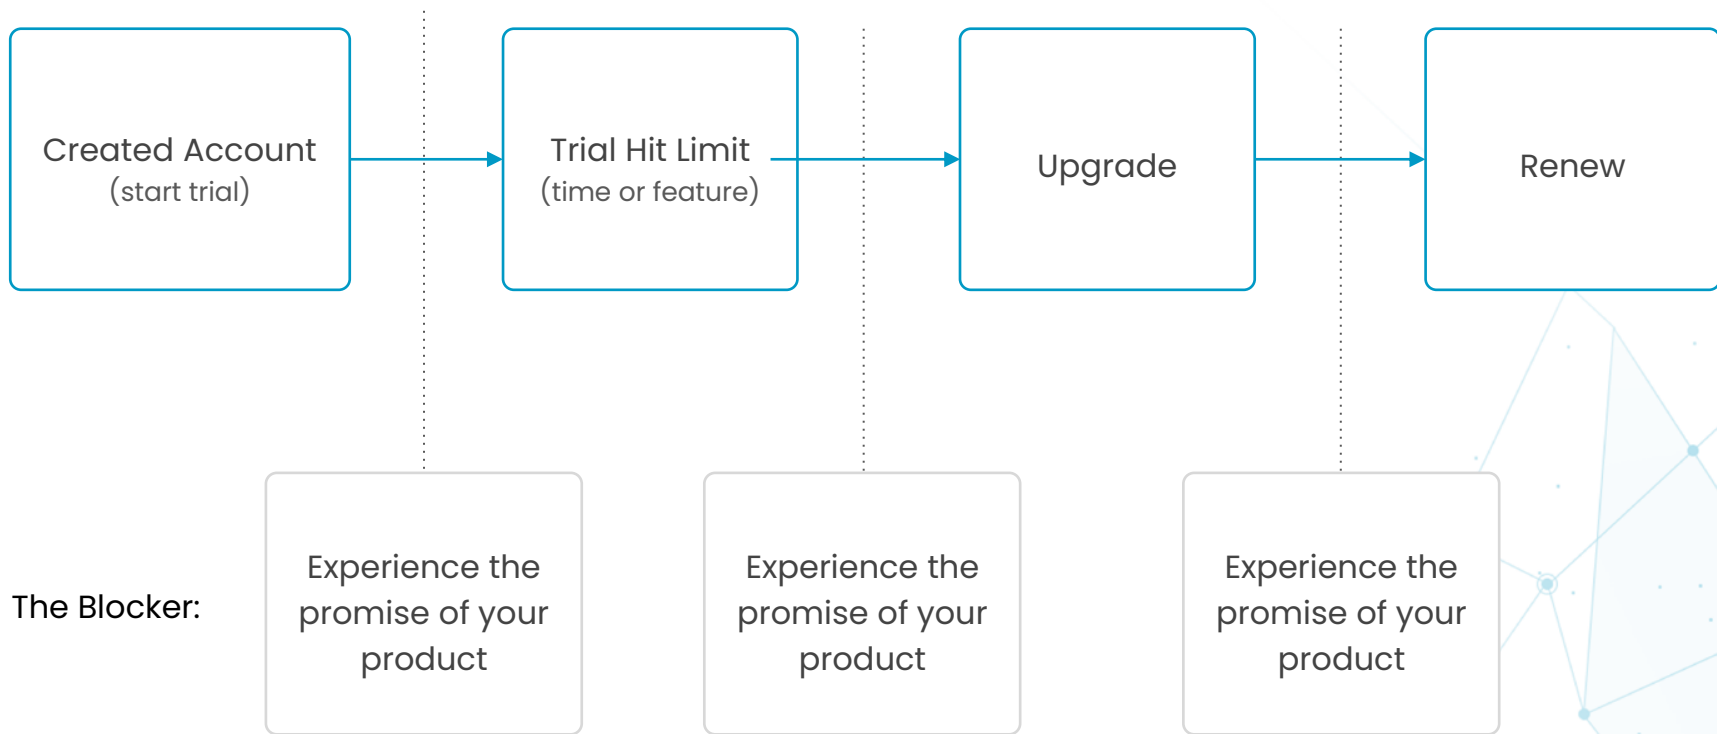 Created Account
(start trial)
Trial Hit Limit
(time or feature)
Upgrade
Renew
The Blocker:
Experience the
promise of your
product
Experience the
promise of your
product
Experience the
promise of your
product